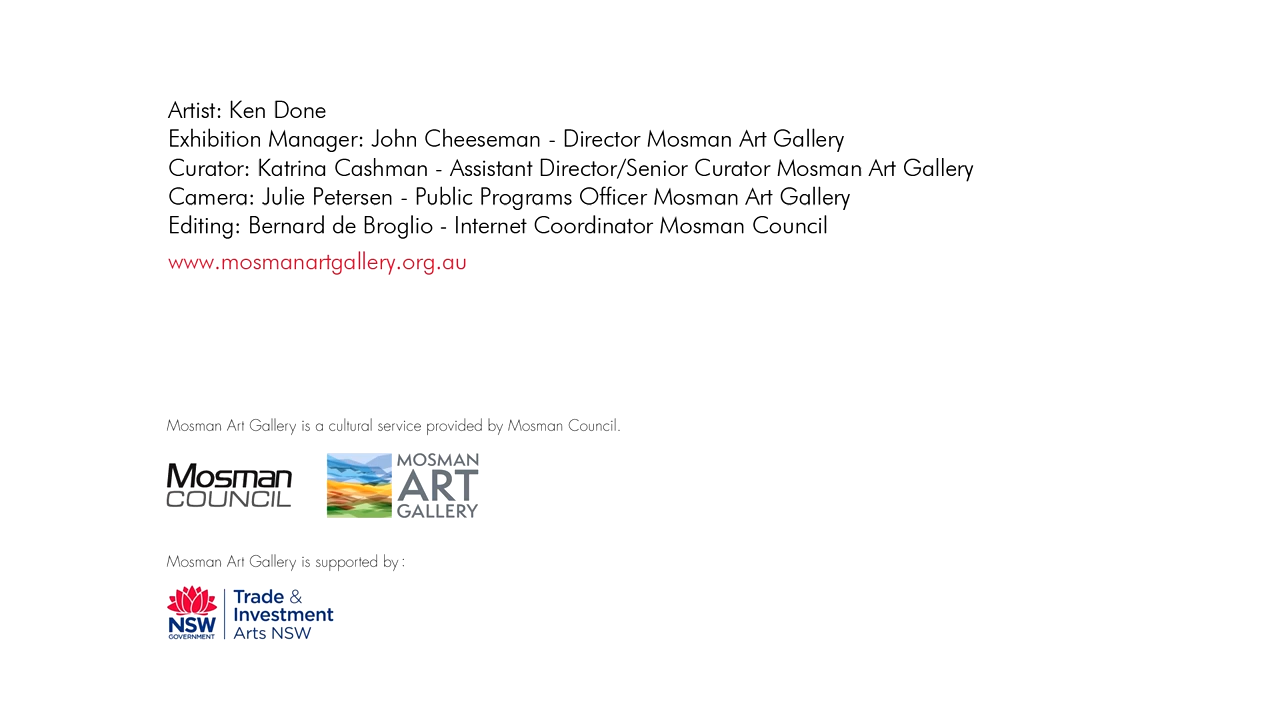 Artist: Ken Done
Exhibition Manager: John Cheeseman - Director Mosman Art Gallery
Curator: Katrina Cashman - Assistant Director/Senior Curator Mosman Art Gallery
Camera: Julie Petersen - Public Programs Officer Mosman Art Gallery
Editing: Bernard de Broglio - Internet Coordinator Mosman Council
www.mosmanartgallery.org.au
Mosman Art Gallery is a cultural service provided by Mosman Council.
Mosman
COUNCIL
MOSMAN
ART
GALLERY
Mosman Art Gallery is supported by:
NSW
GOVERNMENT
Trade &
Investment
Arts NSW